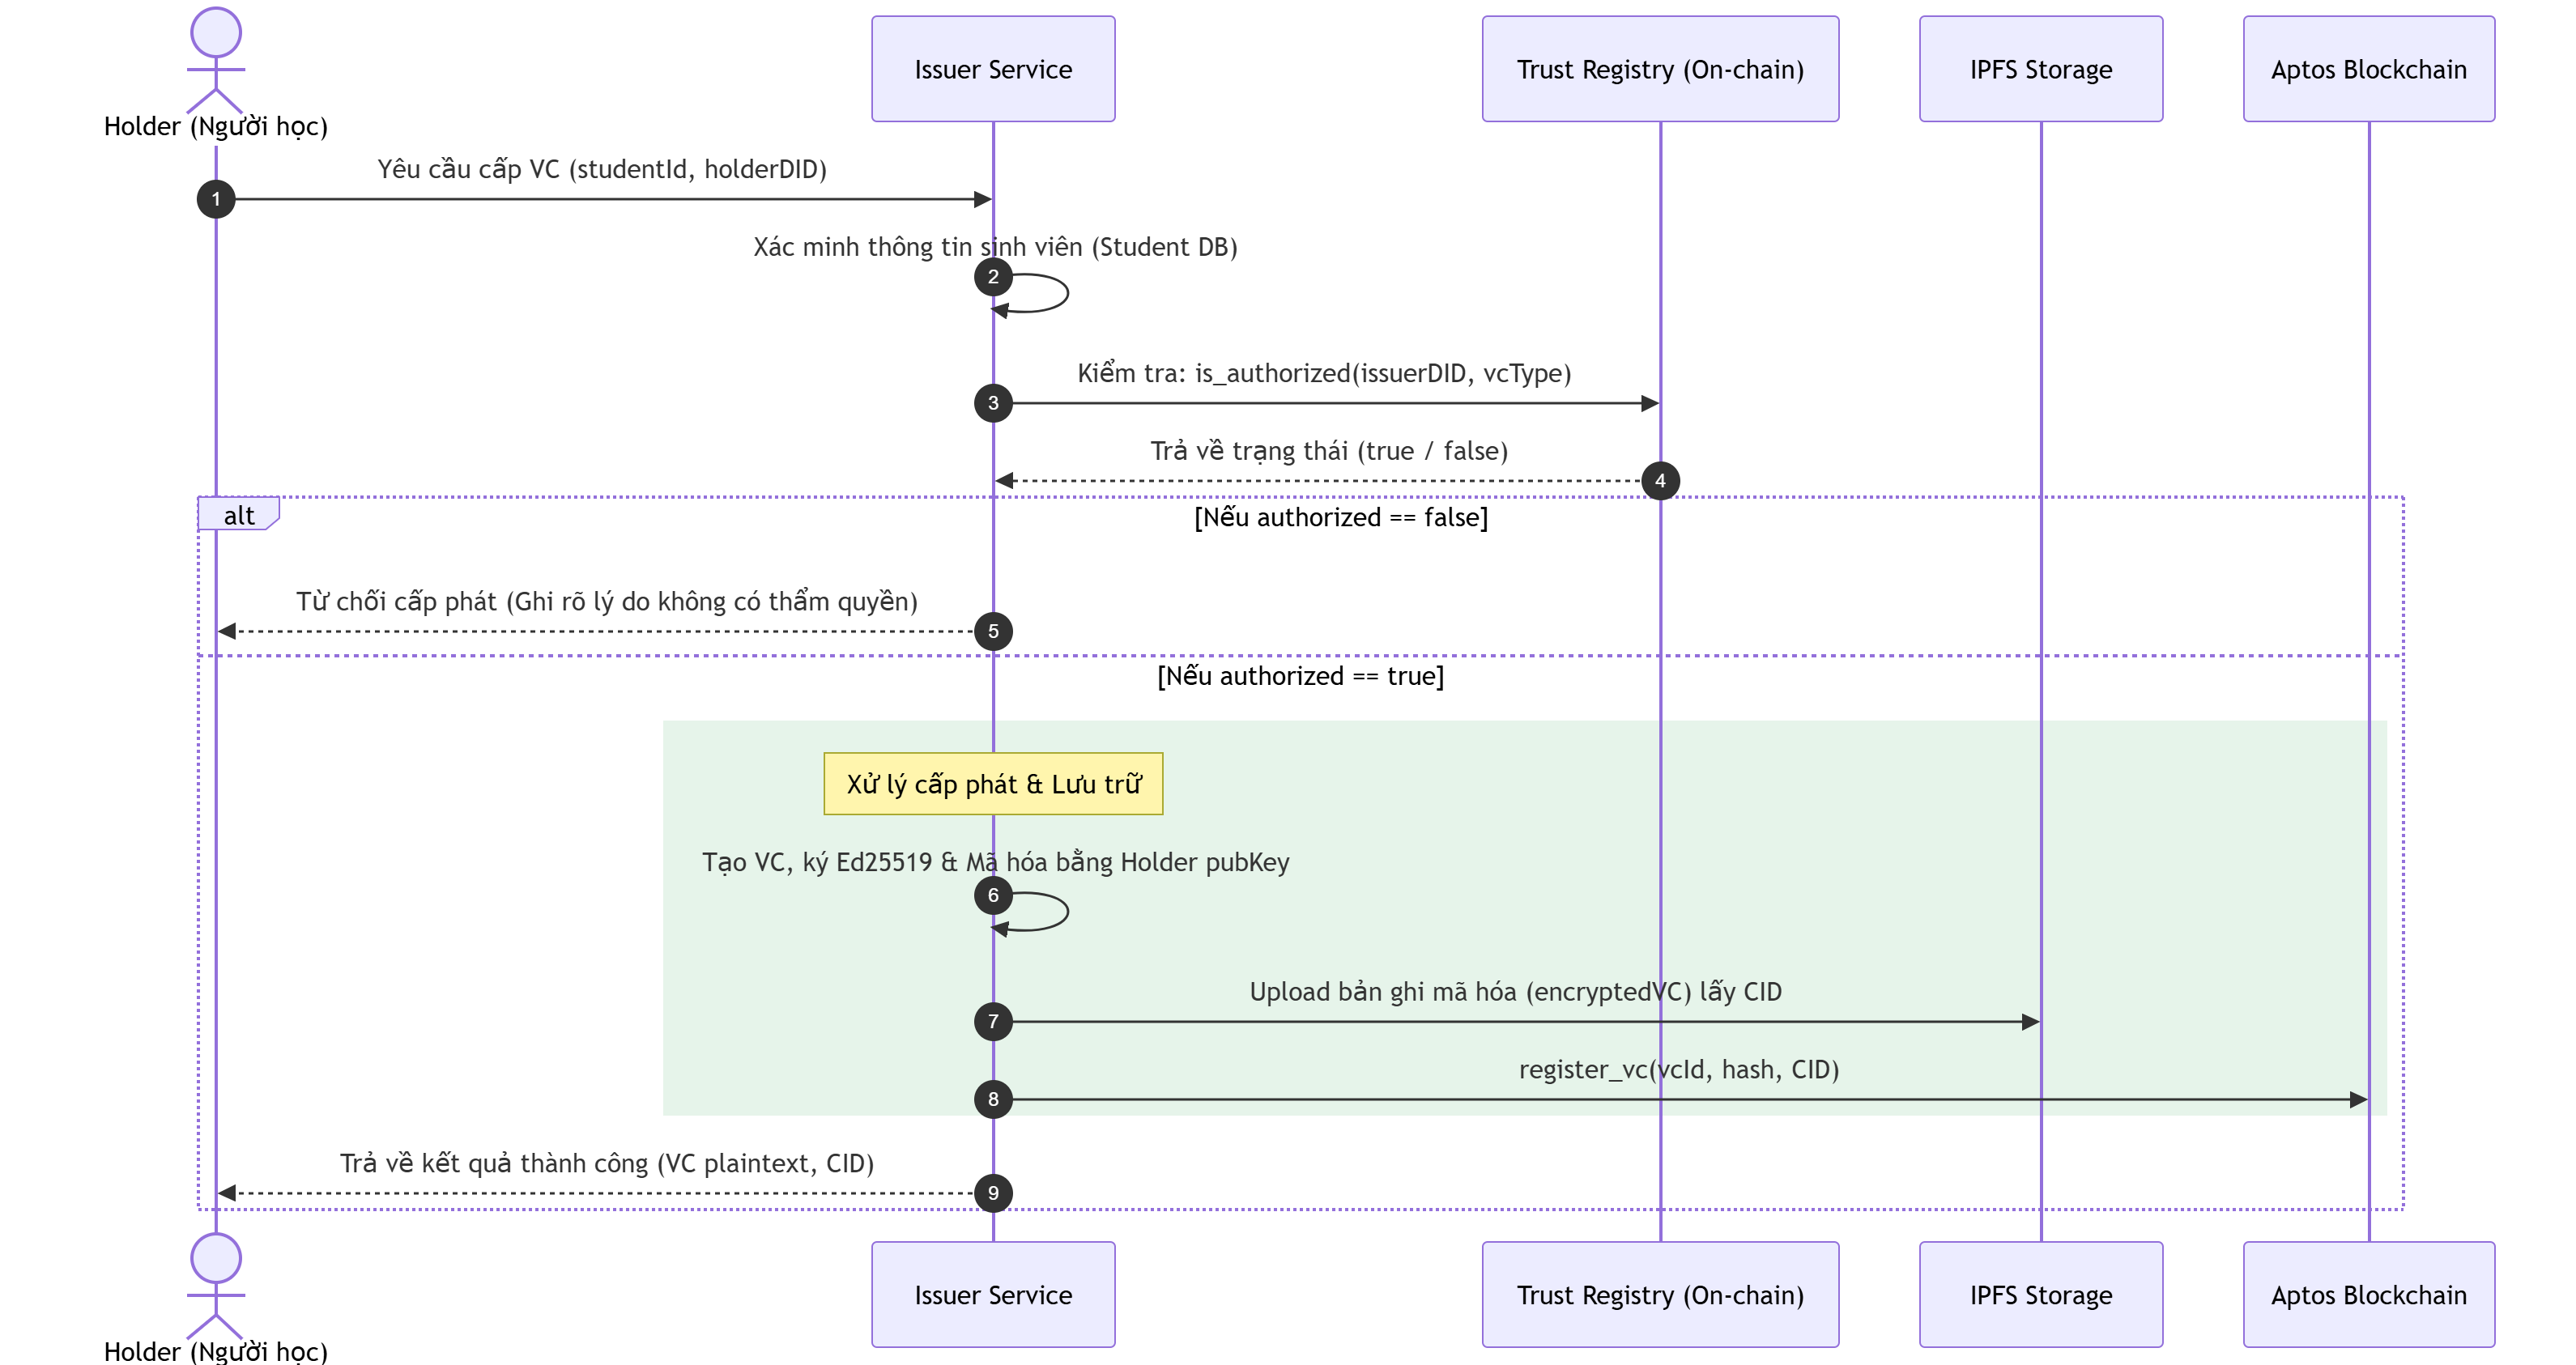 Holder (Người học)
Issuer Service
Trust Registry (On-chain)
IPFS Storage
Aptos Blockchain
Yêu cầu cấp VC (studentId, holderDID)
1
Xác minh thông tin sinh viên (Student DB)
2
Kiểm tra: is_authorized(issuerDID, vcType)
3
Trả về trạng thái (true / false)
4
alt
[Nếu authorized == false]
Từ chối cấp phát (Ghi rõ lý do không có thẩm quyền)
5
[Nếu authorized == true]
Xử lý cấp phát & Lưu trữ
Tạo VC, ký Ed25519 & Mã hóa bằng Holder pubKey
6
Upload bản ghi mã hóa (encryptedVC) lấy CID
7
register_vc(vcId, hash, CID)
8
Trả về kết quả thành công (VC plaintext, CID)
9
Holder (Người học)
Issuer Service
Trust Registry (On-chain)
IPFS Storage
Aptos Blockchain